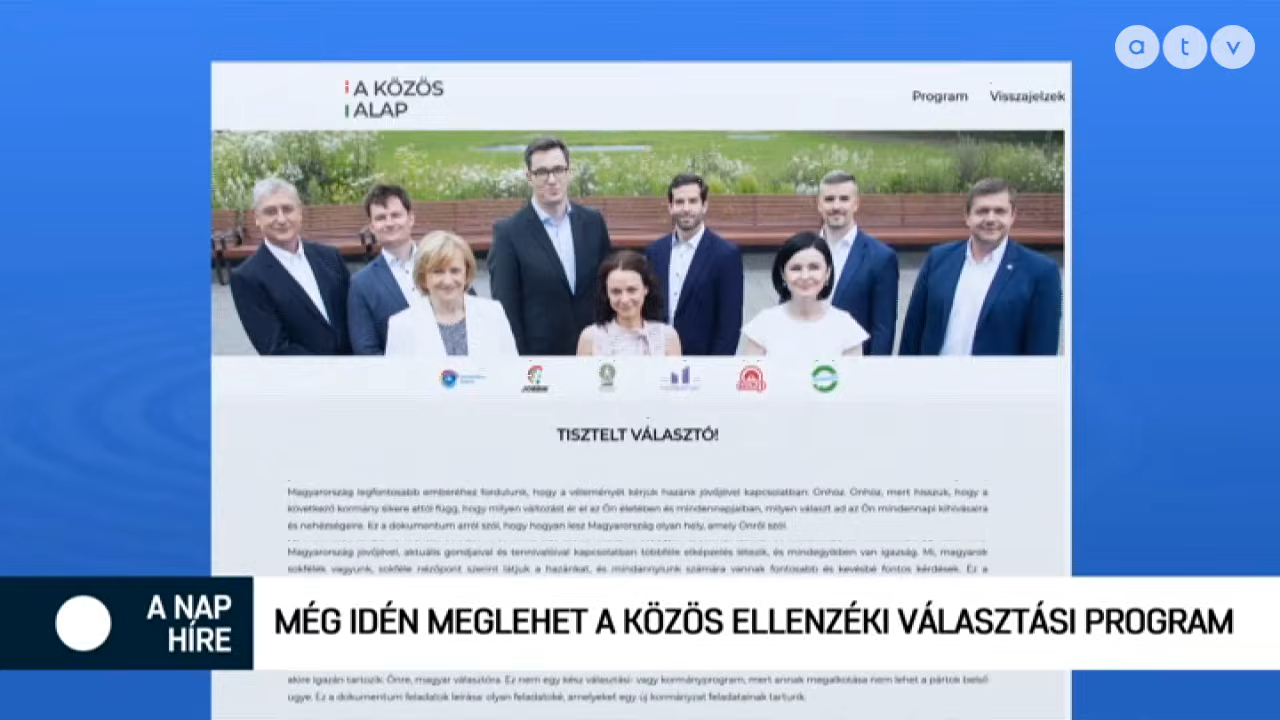 atv
A KÖZÖS
ALAP
Program Visszajelzek
JOBBIK
TISZTELT VÁLASZTÓ!
Magyarország legfontosabb emberéhez fordulunk, hogy a véleményét kérjük hazánk jövőjével kapcsolatban. Önhöz. Önhöz, mert hisszük, hogy a
következő kormány sikere attól függ, hogy milyen változást ér el az Ön életében és mindennapjaiban, milyen választ ad az Ön mindennapi kihívásaira
és nehézségeire. Ez a dokumentum arról szól, hogy hogyan lesz Magyarország olyan hely, amely Önről szól.
Magyarország jövőjével, aktuális gondjaival és tennivalóival kapcsolatban többféle elképzelés létezik, és mindegyikben van igazság. Mi, magyarok
sokfélék vagyunk, sokféle nézőpont szerint látjuk a hazánkat, és mindannyiunk számára vannak fontosabb és kevésbé fontos kérdések. Ez a
A NAP
HÍRE
MÉG IDÉN MEGLEHET A KÖZÖS ELLENZÉKI VÁLASZTÁSI PROGRAM
akire igazán tartozik: Önre, magyar választóra. Ez nem egy kész választási- vagy kormányprogram, mert annak megalkotása nem lehet a pártok belső
ügye. Ez a dokumentum feladatok leírása: olyan feladatoké, amelyeket egy új kormányzat feladatainak tartunk.